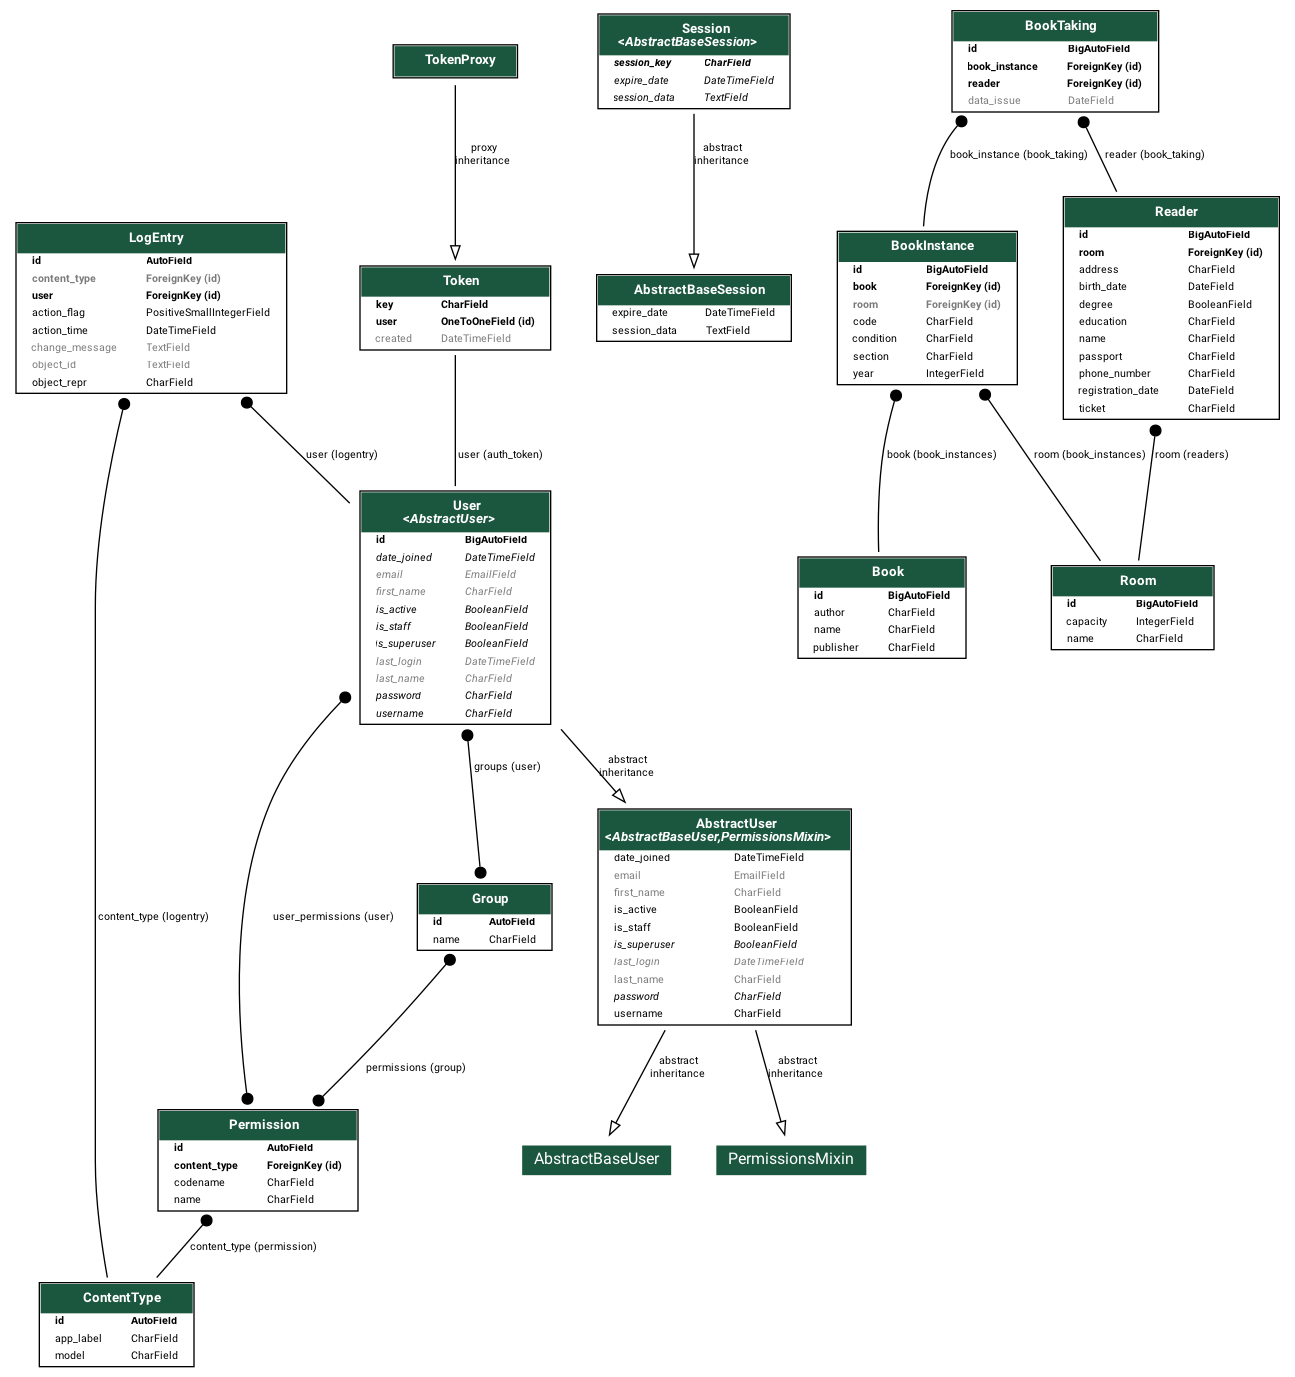 TokenProxy
proxy
inheritance
Session
<AbstractBaseSession>
session_key CharField
expire_date DateTimeField
session_data TextField
abstract
inheritance
BookTaking
id BigAutoField
book_instance ForeignKey (id)
reader ForeignKey (id)
data_issue DateField
book_instance (book_taking)
reader (book_taking)
LogEntry
id AutoField
content_type ForeignKey (id)
user ForeignKey (id)
action_flag PositiveSmallIntegerField
action_time DateTimeField
change_message TextField
object_id TextField
object_repr CharField
Token
key CharField
user OneToOneField (id)
created DateTimeField
AbstractBaseSession
expire_date DateTimeField
session_data TextField
BookInstance
id BigAutoField
book ForeignKey (id)
room ForeignKey (id)
code CharField
condition CharField
section CharField
year IntegerField
Reader
id BigAutoField
room ForeignKey (id)
address CharField
birth_date DateField
degree BooleanField
education CharField
name CharField
passport CharField
phone_number CharField
registration_date DateField
ticket CharField
user (logentry)
user (auth_token)
book (book_instances)
room (book_instances)
room (readers)
User
<AbstractUser>
id BigAutoField
date_joined DateTimeField
email EmailField
first_name CharField
is_active BooleanField
is_staff BooleanField
is_superuser BooleanField
last_login DateTimeField
last_name CharField
password CharField
username CharField
Book
id BigAutoField
author CharField
name CharField
publisher CharField
Room
id BigAutoField
capacity IntegerField
name CharField
groups (user)
abstract
inheritance
AbstractUser
<AbstractBaseUser,PermissionsMixin>
date_joined DateTimeField
email EmailField
first_name CharField
is_active BooleanField
is_staff BooleanField
is_superuser BooleanField
last_login DateTimeField
last_name CharField
password CharField
username CharField
content_type (logentry)
user_permissions (user)
Group
id AutoField
name CharField
permissions (group)
abstract
inheritance
abstract
inheritance
Permission
id AutoField
content_type ForeignKey (id)
codename CharField
name CharField
AbstractBaseUser
PermissionsMixin
content_type (permission)
ContentType
id AutoField
app_label CharField
model CharField